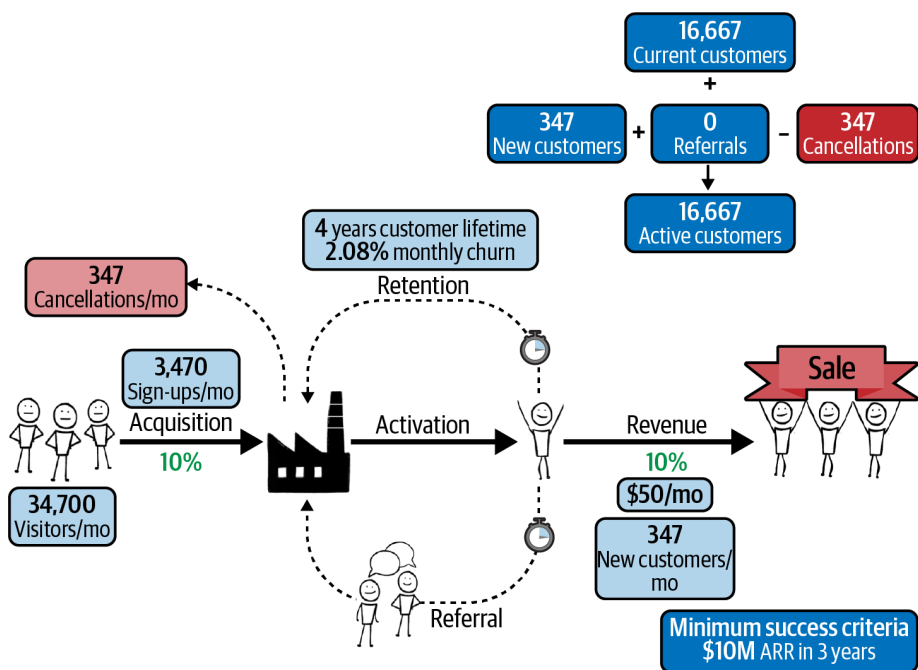 16,667
Current customers
+
347
New customers
+
0
Referrals
–
347
Cancellations
16,667
Active customers
4 years customer lifetime
2.08% monthly churn
Retention
347
Cancellations/mo
3,470
Sign-ups/mo
Acquisition
10%
34,700
Visitors/mo
Activation
Revenue
10%
$50/mo
347
New customers/
mo
Sale
Referral
Minimum success criteria
$10M ARR in 3 years